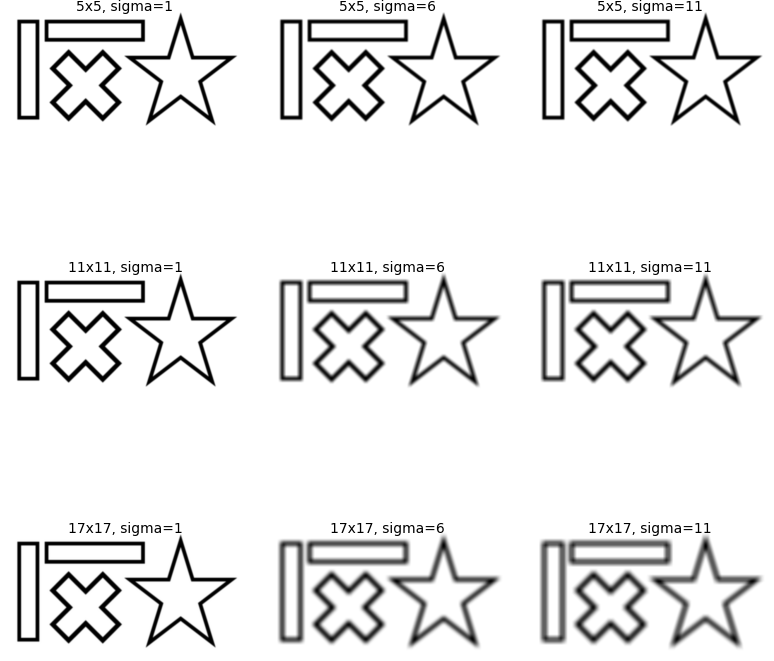 5x5, sigma=1
5x5, sigma=6
5x5, sigma=11
11x11, sigma=1
11x11, sigma=6
11x11, sigma=11
17x17, sigma=1
17x17, sigma=6
17x17, sigma=11